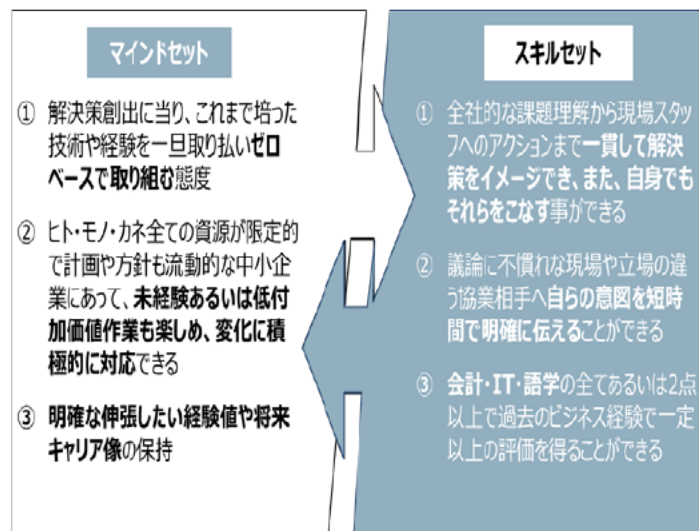 マインドセット
① 解決策創出に当り、これまで培った
技術や経験を一旦取り払いゼロ
ベースで取り組む態度
② ヒト・モノ・カネ全ての資源が限定的
で計画や方針も流動的な中小企
業にあって、未経験あるいは低付
加価値作業も楽しめ、変化に積
極的に対応できる
③ 明確な伸張したい経験値や将来
キャリア像の保持
スキルセット
① 全社的な課題理解から現場スタッ
フへのアクションまで一貫して解決
策をイメージでき、また、自身でも
それらをこなす事ができる
② 議論に不慣れな現場や立場の違
う協業相手へ自らの意図を短時
間で明確に伝えることができる
③ 会計・IT・語学の全てあるいは2点
以上で過去のビジネス経験で一定
以上の評価を得ることができる